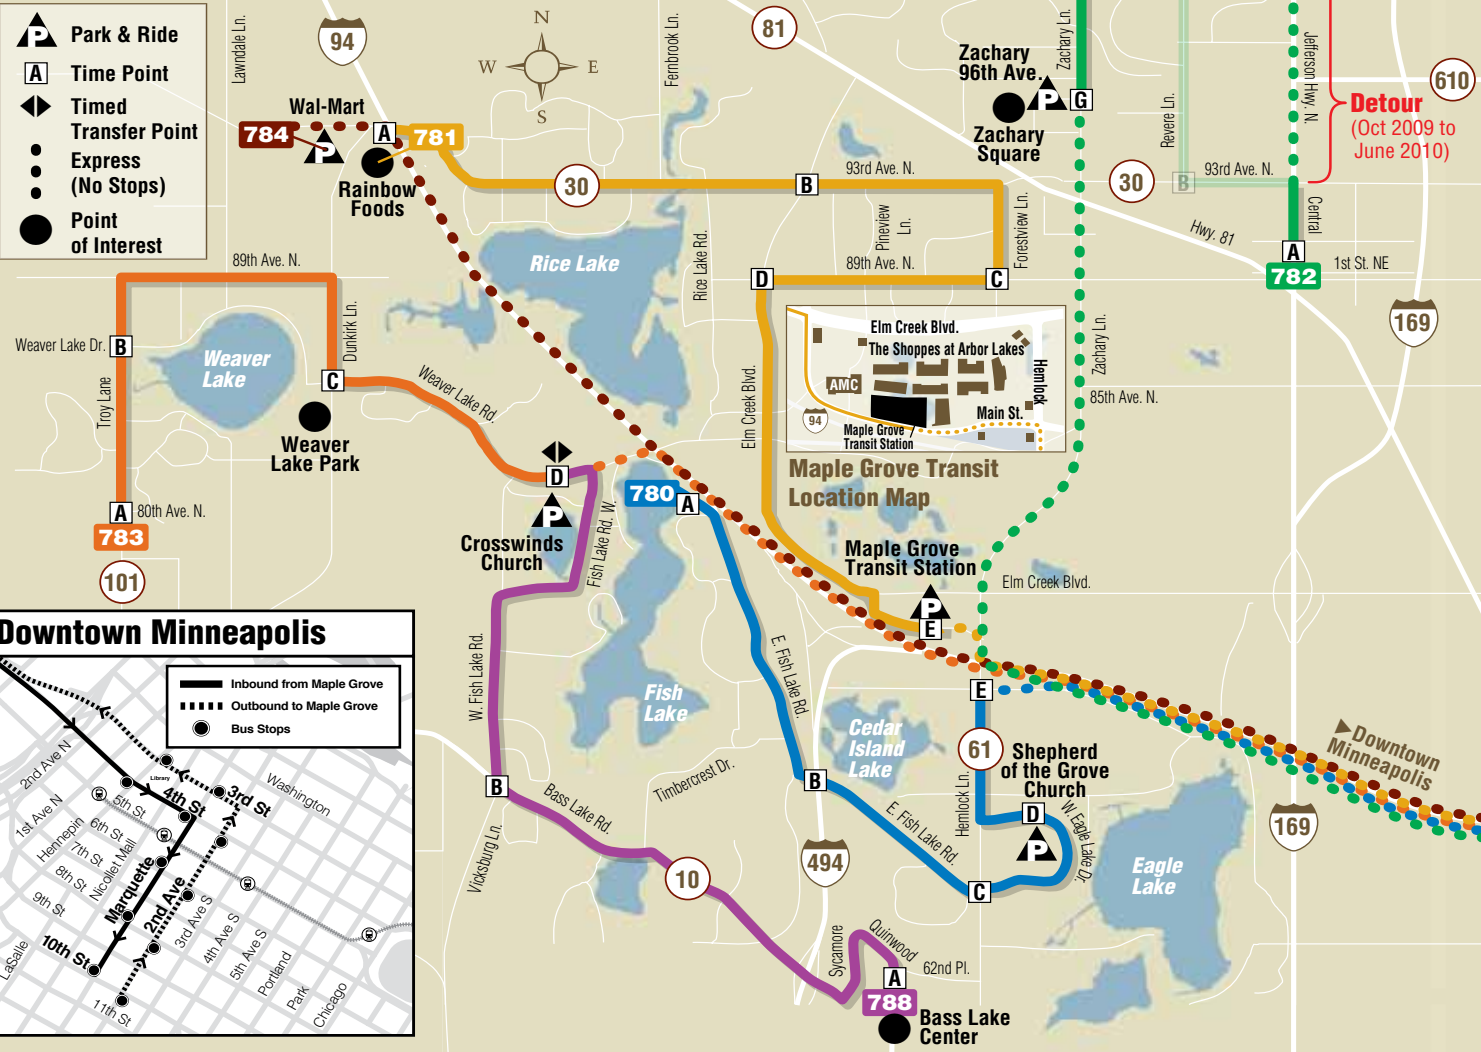 Park & Ride
A Time Point
Timed
Transfer Point
Express
(No Stops)
Point
of Interest
Lawndale Ln.
94
N
W E
S
Fernbrook Ln.
81
Zachary
96th Ave.
P
G
Zachary Ln.
Zachary
Square
Revere Ln.
Jefferson Hwy. N.
610
Detour
(Oct 2009 to
June 2010)
Wal-Mart
784
P
A
781
Rainbow
Foods
30
B
93rd Ave. N.
30
B
93rd Ave. N.
Central
Hwy. 81
A
782
1st St. NE
169
Pineview
Ln.
Forestview Ln.
89th Ave. N.
D
C
Rice Lake
Rice Lake Rd.
89th Ave. N.
Weaver Lake Dr.
B
Weaver
Lake
Dunkirk Ln.
C
Troy Lane
Weaver Lake Rd.
Weaver
Lake Park
A
80th Ave. N.
783
101
D
P
Crosswinds
Church
Fish Lake Rd. W.
780
A
Elm Creek Blvd.
Elm Creek Blvd.
The Shoppes at Arbor Lakes
AMC
Hemlock
94
Main St.
Maple Grove
Transit Station
Maple Grove Transit
Location Map
Zachary Ln.
85th Ave. N.
Maple Grove
Transit Station
P
E
Elm Creek Blvd.
W. Fish Lake Rd.
Fish
Lake
E. Fish Lake Rd.
Cedar
Island
Lake
E
61
Shepherd
of the Grove
Church
D
P
Hemlock Ln.
W. Eagle Lake Dr.
Eagle
Lake
Downtown
Minneapolis
169
B
Bass Lake Rd.
Timbercrest Dr.
B
E. Fish Lake Rd.
C
494
Vicksburg Ln.
10
Sycamore
Quinwood
A
62nd Pl.
788
Bass Lake
Center
Downtown Minneapolis
Inbound from Maple Grove
Outbound to Maple Grove
Bus Stops
2nd Ave N
1st Ave N
Hennepin
Library
5th St
4th St
3rd St
Washington
6th St
7th St
8th St
9th St
Nicollet Mall
Marquette
2nd Ave
3rd Ave S
4th Ave S
5th Ave S
Portland
Park
Chicago
10th St
11th St
LaSalle